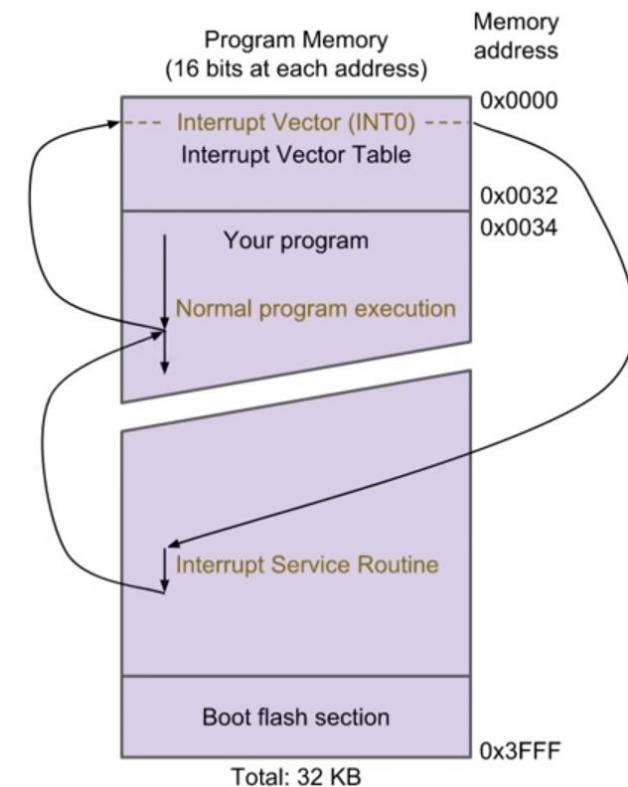 Program Memory
(16 bits at each address)
Memory
address
0x0000
Interrupt Vector (INT0)
Interrupt Vector Table
0x0032
0x0034
Your program
Normal program execution
Interrupt Service Routine
Boot flash section
0x3FFF
Total: 32 KB